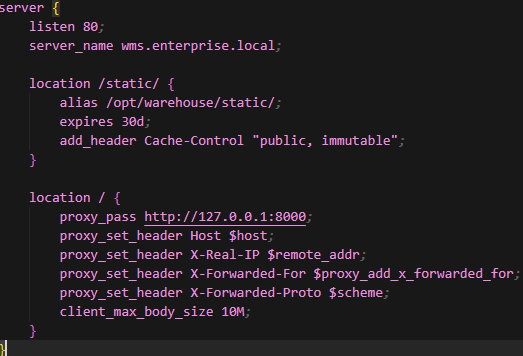 server {
    listen 80;
    server_name wms.enterprise.local;

    location /static/ {
        alias /opt/warehouse/static/;
        expires 30d;
        add_header Cache-Control "public, immutable";
    }

    location / {
        proxy_pass http://127.0.0.1:8000;
        proxy_set_header Host $host;
        proxy_set_header X-Real-IP $remote_addr;
        proxy_set_header X-Forwarded-For $proxy_add_x_forwarded_for;
        proxy_set_header X-Forwarded-Proto $scheme;
        client_max_body_size 10M;
    }
}